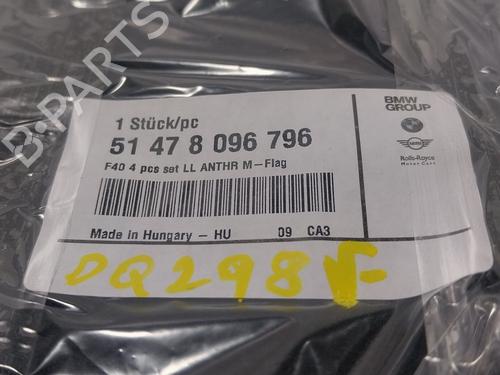 B-PARTS
1 Stück/pc
51 47 8 096 796
F40 4 pcs set LL ANTHR M-Flag
BMW
GROUP
Rolls-Royce
Motor Cars
Made in Hungary - HU 09 CA3
DQ298